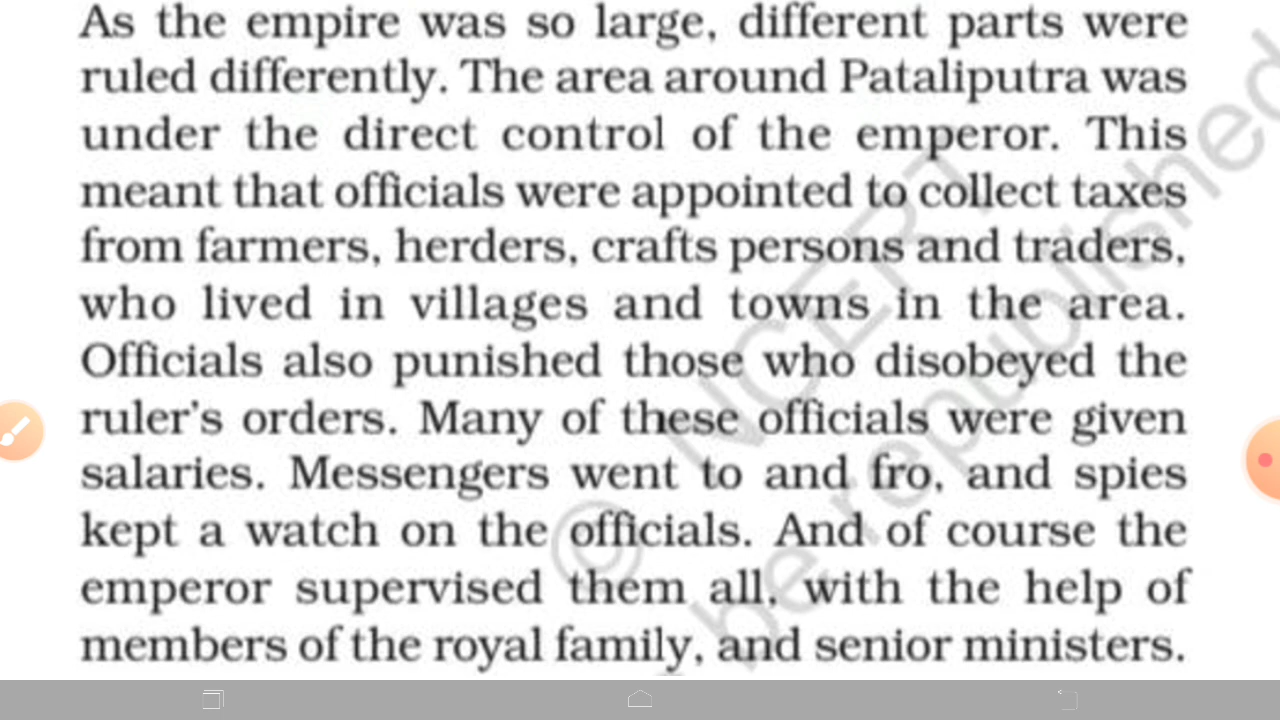 As the empire was so large, different parts were
ruled differently. The area around Pataliputra was
under the direct control of the emperor. This
meant that officials were appointed to collect taxes
from farmers, herders, crafts persons and traders,
who lived in villages and towns in the area.
Officials also punished those who disobeyed the
ruler's orders. Many of these officials were given
salaries. Messengers went to and fro, and spies
kept a watch on the officials. And of course the
emperor supervised them all, with the help of
members of the royal family, and senior ministers.
© NCERT
be republished